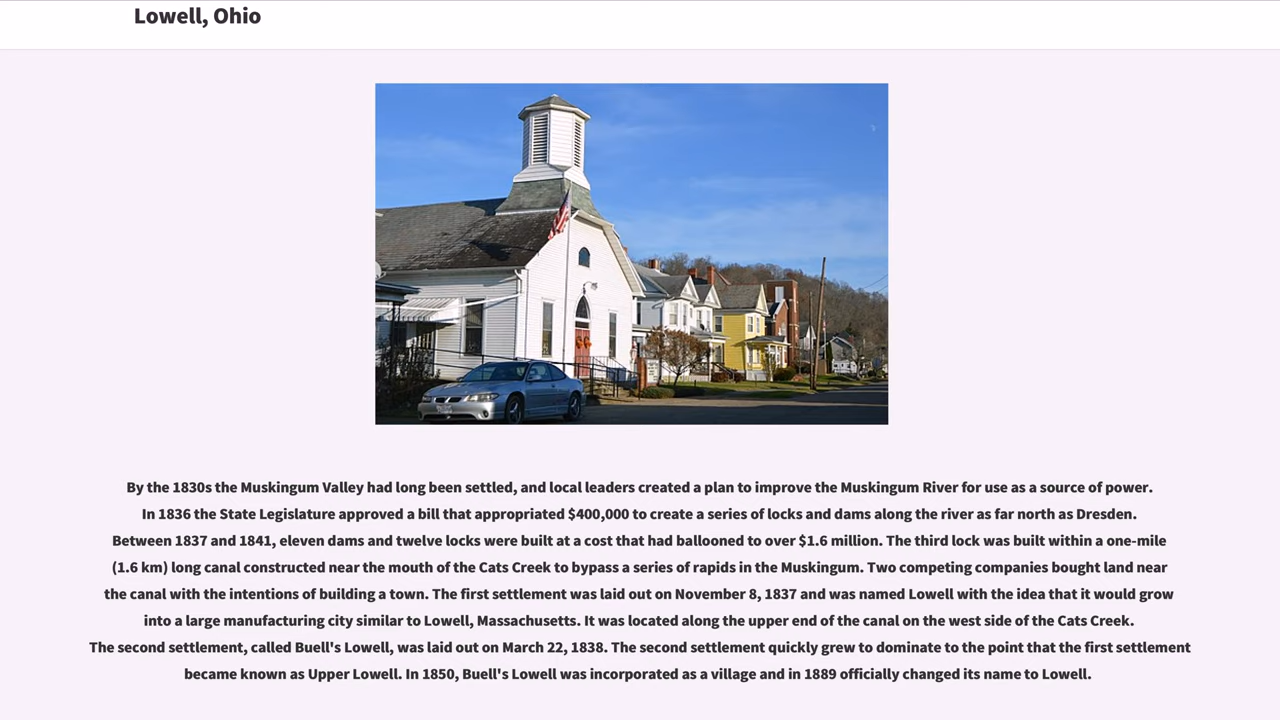 Lowell, Ohio
By the 1830s the Muskingum Valley had long been settled, and local leaders created a plan to improve the Muskingum River for use as a source of power.
In 1836 the State Legislature approved a bill that appropriated $400,000 to create a series of locks and dams along the river as far north as Dresden.
Between 1837 and 1841, eleven dams and twelve locks were built at a cost that had ballooned to over $1.6 million. The third lock was built within a one-mile
(1.6 km) long canal constructed near the mouth of the Cats Creek to bypass a series of rapids in the Muskingum. Two competing companies bought land near
the canal with the intentions of building a town. The first settlement was laid out on November 8, 1837 and was named Lowell with the idea that it would grow
into a large manufacturing city similar to Lowell, Massachusetts. It was located along the upper end of the canal on the west side of the Cats Creek.
The second settlement, called Buell's Lowell, was laid out on March 22, 1838. The second settlement quickly grew to dominate to the point that the first settlement
became known as Upper Lowell. In 1850, Buell's Lowell was incorporated as a village and in 1889 officially changed its name to Lowell.